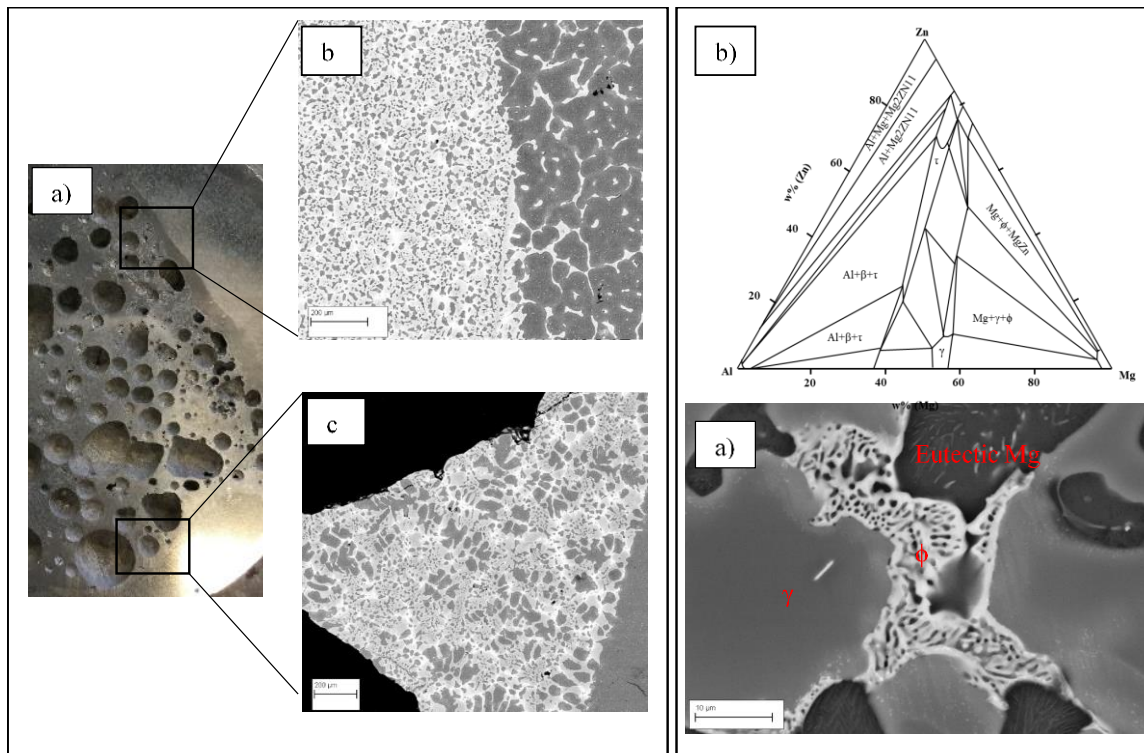 a)
b
200 µm
c
200 µm
b)
Zn
80
Al+Mg+Mg2ZN11
Al+Mg2ZN11
60
w% (Zn)
τ
40
Mg+ϕ+MgZn
Al+β+τ
20
Mg+γ+ϕ
Al+β+τ
γ
Al
Mg
20
40
60
80
w% (Mg)
a)
Eutectic Mg
ϕ
γ
10 µm